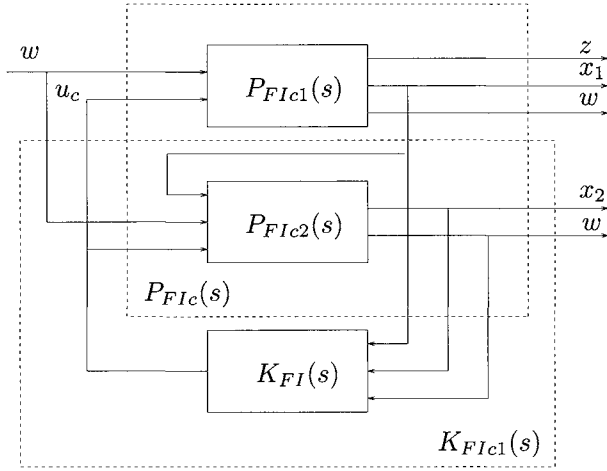 w
z
x_1
u_c
P_{FIc1}(s)
w
P_{FIc2}(s)
x_2
w
P_{FIc}(s)
K_{FI}(s)
K_{FIc1}(s)